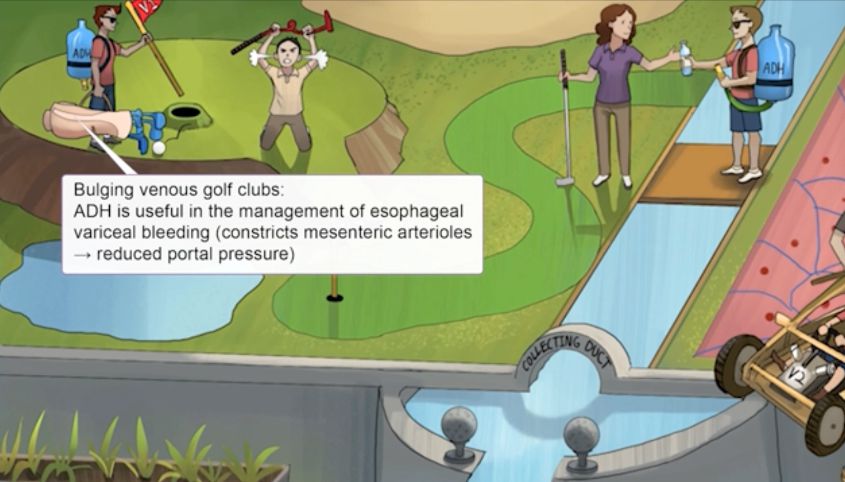 V1
ADH
ADH
Bulging venous golf clubs:
ADH is useful in the management of esophageal
variceal bleeding (constricts mesenteric arterioles
→ reduced portal pressure)
COLLECTING DUCT
V2